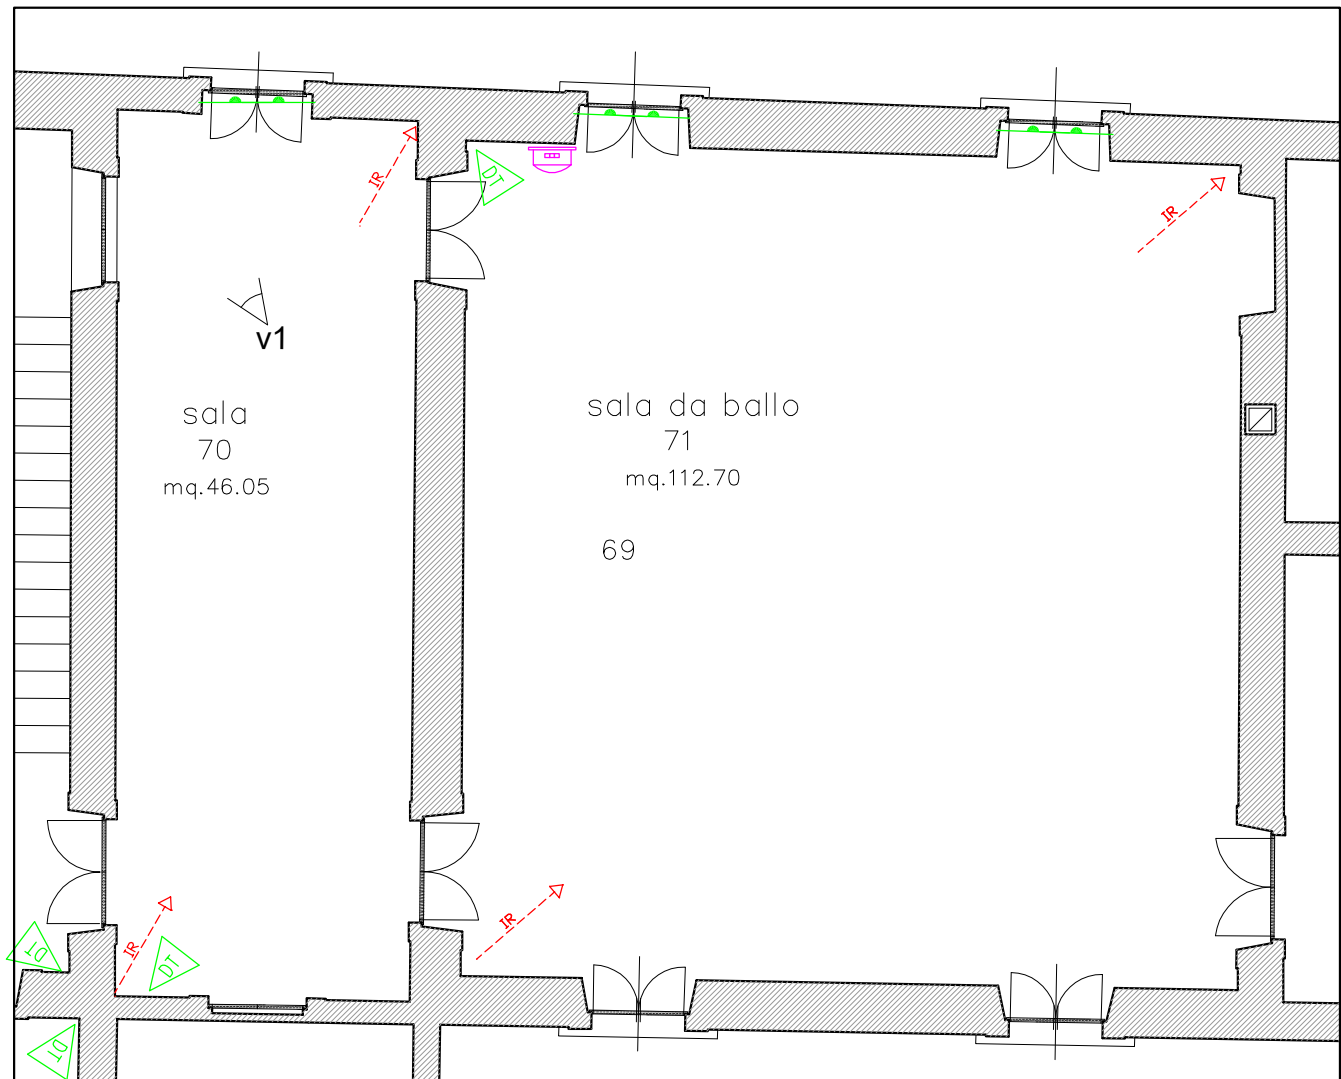 IR
DT
IR
v1
sala
70
mq.46.05
sala da ballo
71
mq.112.70
69
IR
IR
DT
DT
DT